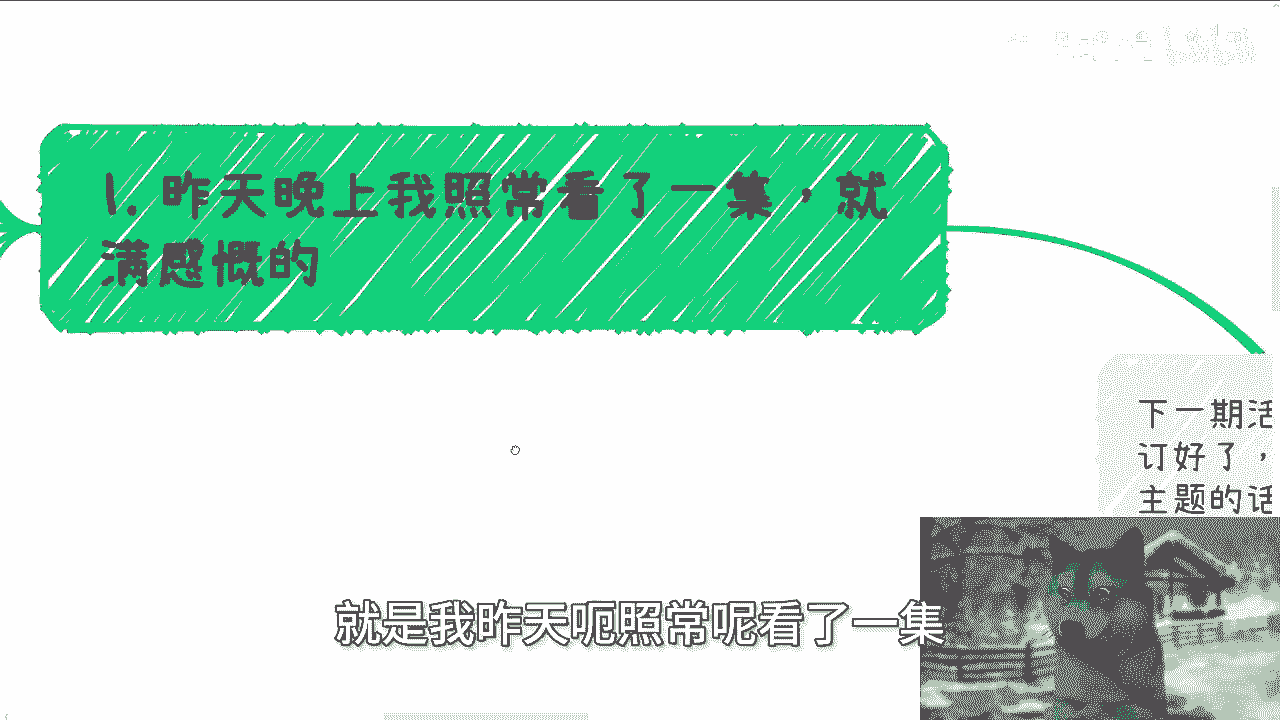 1. 昨天晚上我照常看了一集，就
满感慨的
下一期活
订好了，
主题的话
就是我昨天呃照常呢看了一集